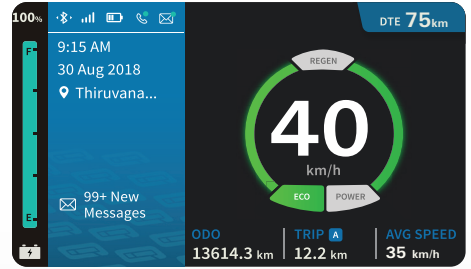 100%
F
E
9:15 AM
30 Aug 2018
Thiruvana...
99+ New
Messages
DTE 75km
REGEN
40
km/h
ECO
POWER
ODO
13614.3 km
TRIP A
12.2 km
AVG SPEED
35 km/h